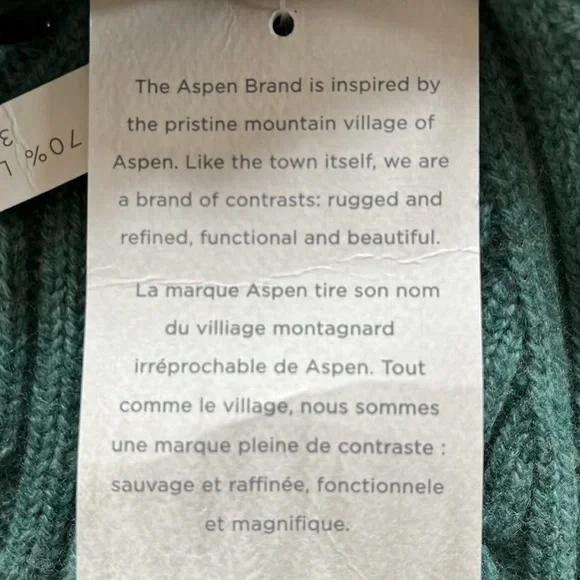 The Aspen Brand is inspired by
the pristine mountain village of
Aspen. Like the town itself, we are
a brand of contrasts: rugged and
refined, functional and beautiful.
La marque Aspen tire son nom
du villiage montagnard
irréprochable de Aspen. Tout
comme le village, nous sommes
une marque pleine de contraste :
sauvage et raffinée, fonctionnele
et magnifique.
70%
3